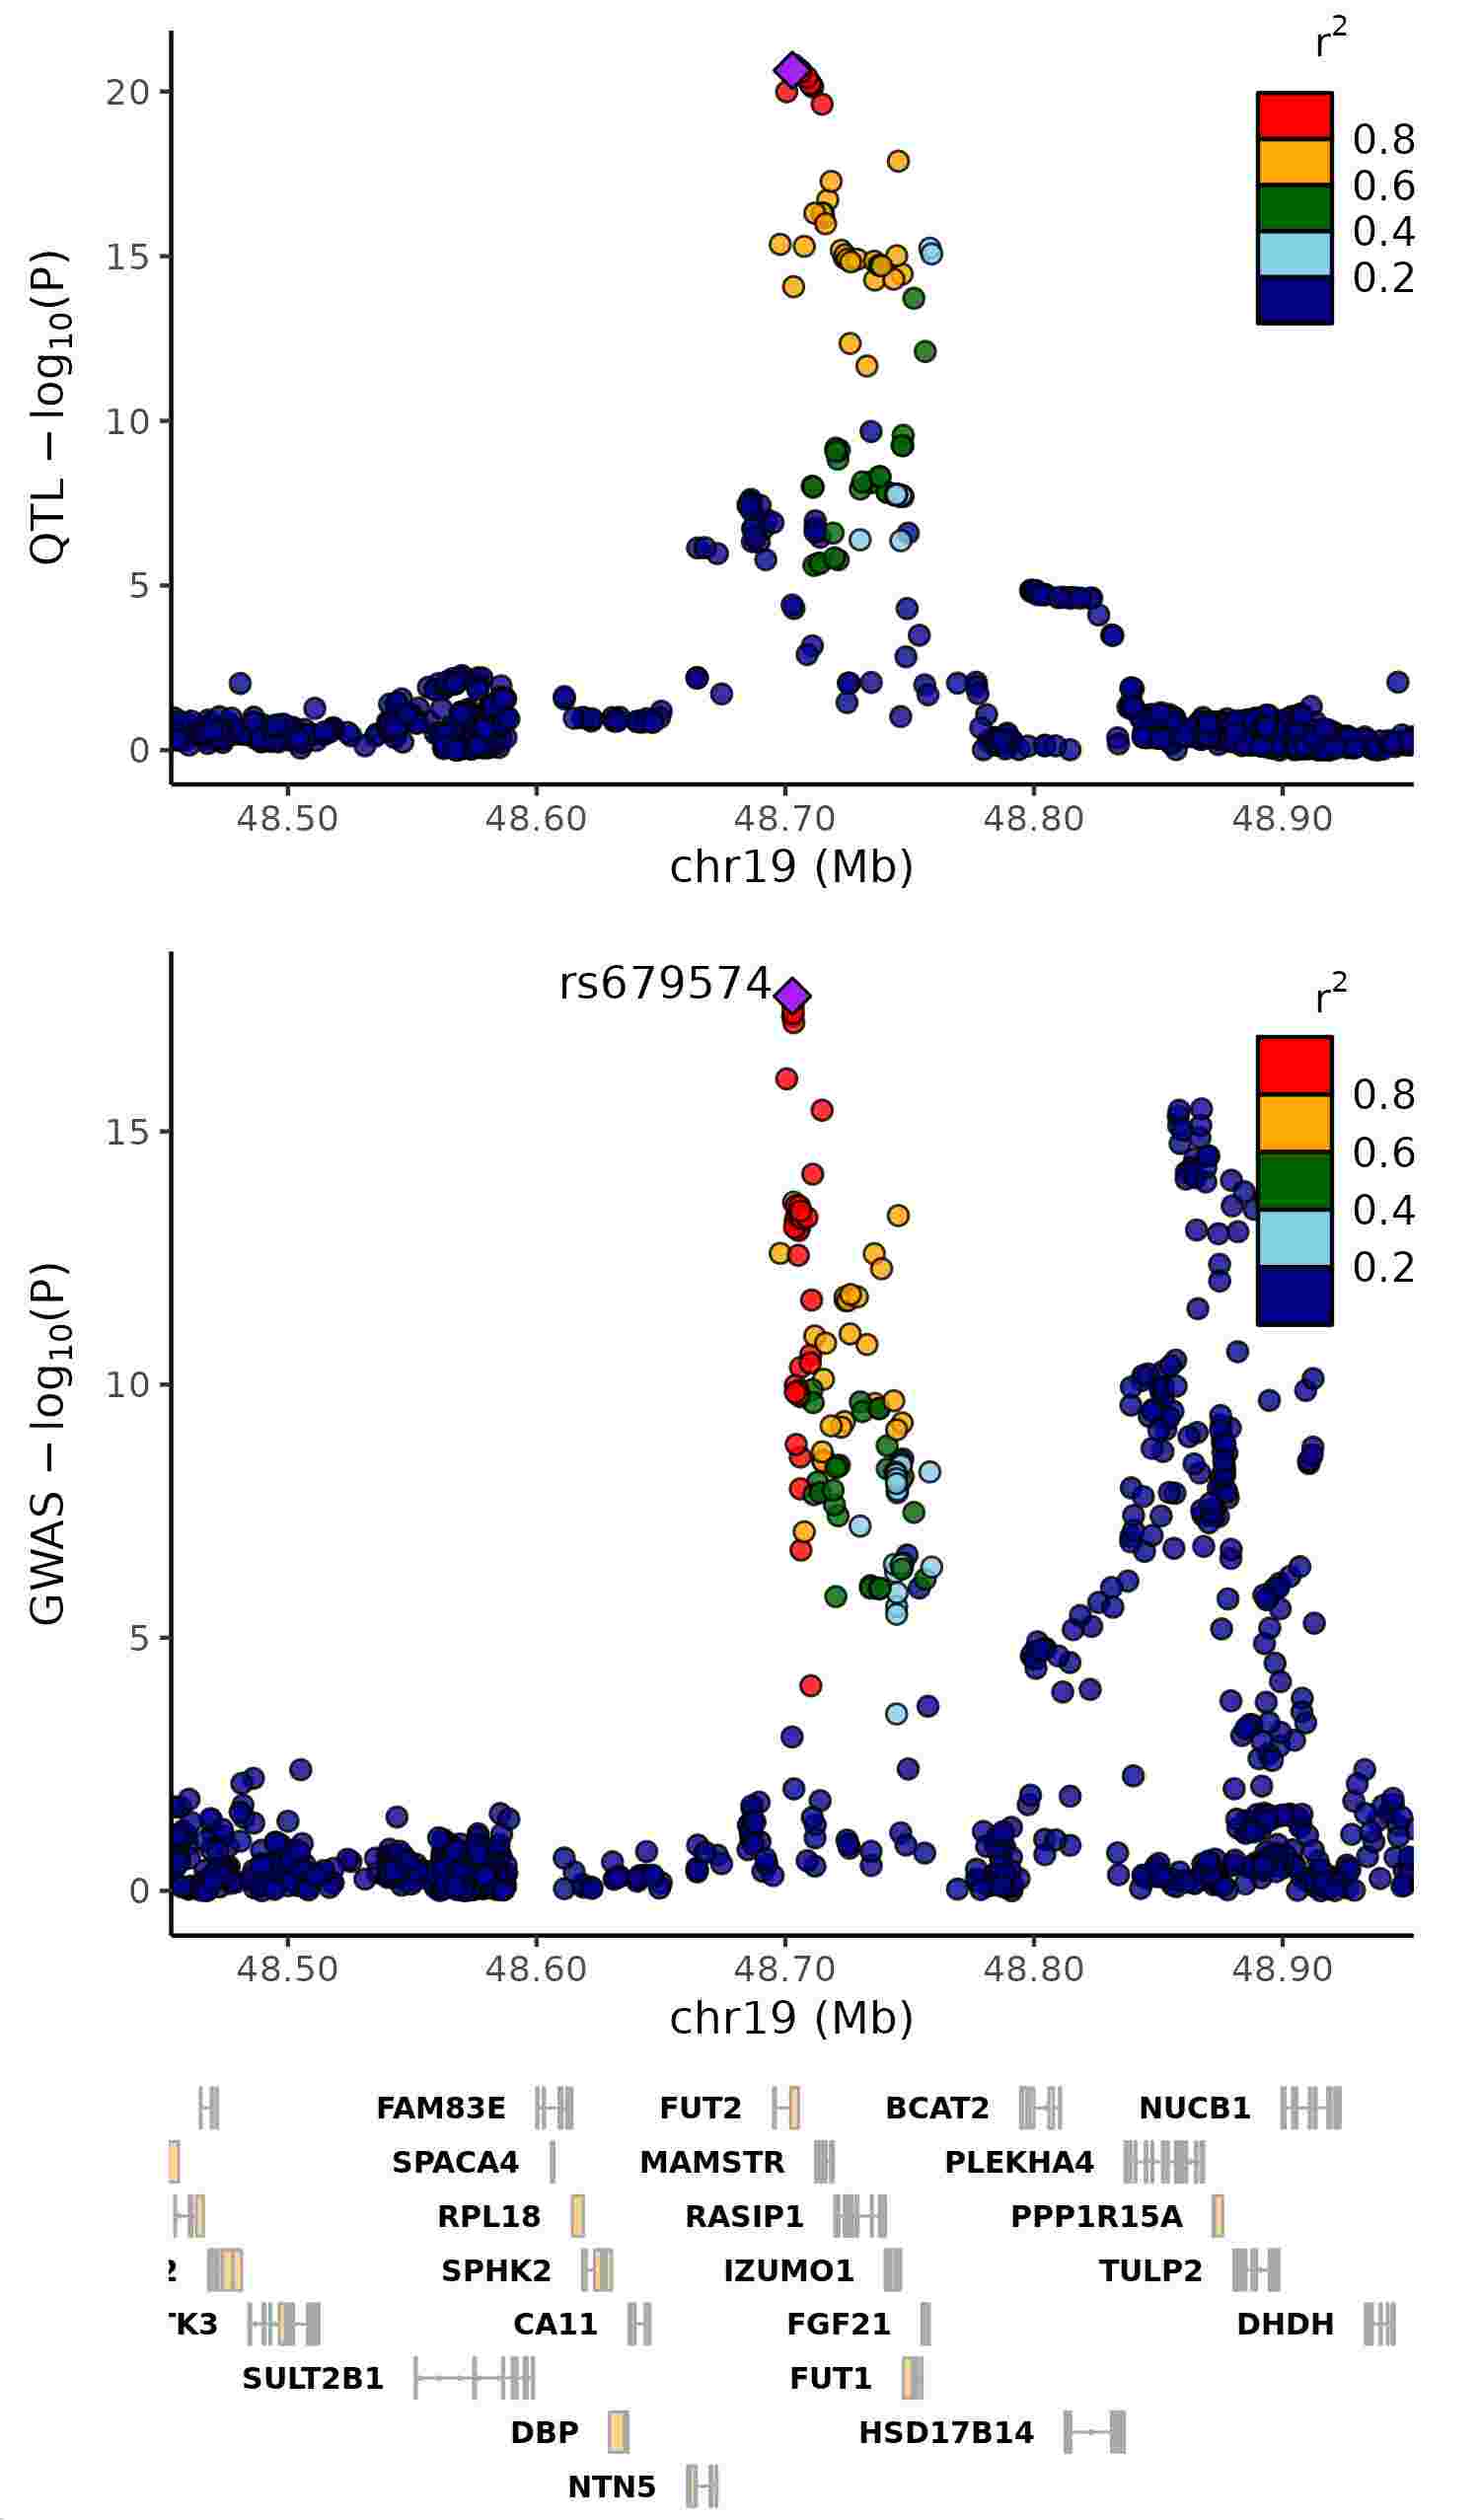 r2
20
15
10
5
0
QTL −log10(P)
0.8
0.6
0.4
0.2
48.50 48.60 48.70 48.80 48.90
chr19 (Mb)
rs679574
r2
15
10
5
0
GWAS −log10(P)
0.8
0.6
0.4
0.2
48.50 48.60 48.70 48.80 48.90
chr19 (Mb)
FAM83E FUT2 BCAT2 NUCB1
SPACA4 MAMSTR PLEKHA4
RPL18 RASIP1 PPP1R15A
2 SPHK2 IZUMO1 TULP2
TK3 CA11 FGF21 DHDH
SULT2B1 FUT1
DBP HSD17B14
NTN5